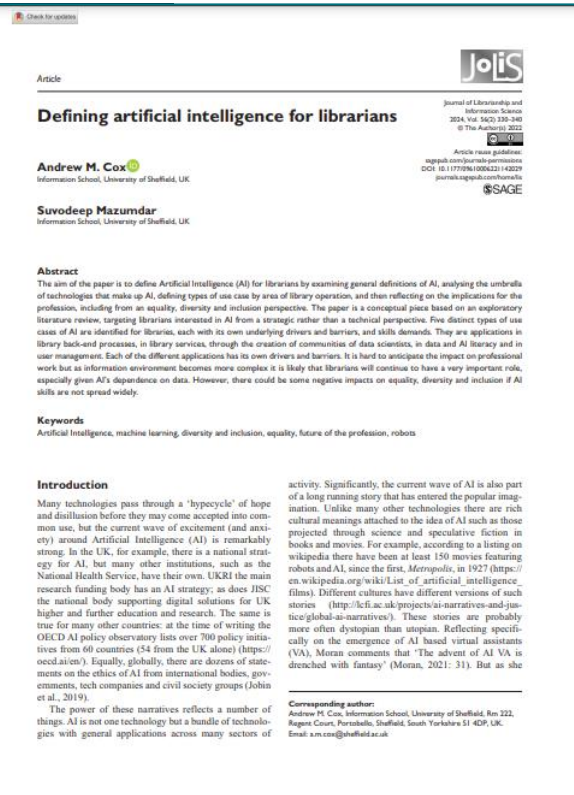 Check for updates
Article
JoLiS
Defining artificial intelligence for librarians
Journal of Librarianship and
Information Science
2024, Vol. 56(2) 330–340
© The Author(s) 2022
Article reuse guidelines:
sagepub.com/journals-permissions
DOI: 10.1177/09610006221142029
journals.sagepub.com/home/lis
SAGE
Andrew M. Cox iD
Information School, University of Sheffield, UK
Suvodeep Mazumdar
Information School, University of Sheffield, UK
Abstract
The aim of the paper is to define Artificial Intelligence (AI) for librarians by examining general definitions of AI, analysing the umbrella
of technologies that make up AI, defining types of use case by area of library operation, and then reflecting on the implications for the
profession, including from an equality, diversity and inclusion perspective. The paper is a conceptual piece based on an exploratory
literature review, targeting librarians interested in AI from a strategic rather than a technical perspective. Five distinct types of use
cases of AI are identified for libraries, each with its own underlying drivers and barriers, and skills demands. They are applications in
library back-end processes, in library services, through the creation of communities of data scientists, in data and AI literacy and in
user management. Each of the different applications has its own drivers and barriers. It is hard to anticipate the impact on professional
work but as information environment becomes more complex it is likely that librarians will continue to have a very important role,
especially given AI's dependence on data. However, there could be some negative impacts on equality, diversity and inclusion if AI
skills are not spread widely.
Keywords
Artificial Intelligence, machine learning, diversity and inclusion, equality, future of the profession, robots
Introduction
Many technologies pass through a 'hypecycle' of hope
and disillusion before they may come accepted into com-
mon use, but the current wave of excitement (and anxi-
ety) around Artificial Intelligence (AI) is remarkably
strong. In the UK, for example, there is a national strat-
egy for AI, but many other institutions, such as the
National Health Service, have their own. UKRI the main
research funding body has an AI strategy; as does JISC
the national body supporting digital solutions for UK
higher and further education and research. The same is
true for many other countries: at the time of writing the
OECD AI policy observatory lists over 700 policy initia-
tives from 60 countries (54 from the UK alone) (https://
oecd.ai/en/). Equally, globally, there are dozens of state-
ments on the ethics of AI from international bodies, gov-
ernments, tech companies and civil society groups (Jobin
et al., 2019).
The power of these narratives reflects a number of
things. AI is not one technology but a bundle of technolo-
gies with general applications across many sectors of
activity. Significantly, the current wave of AI is also part
of a long running story that has entered the popular imag-
ination. Unlike many other technologies there are rich
cultural meanings attached to the idea of AI such as those
projected through science and speculative fiction in
books and movies. For example, according to a listing on
wikipedia there have been at least 150 movies featuring
robots and AI, since the first, Metropolis, in 1927 (https://
en.wikipedia.org/wiki/List_of_artificial_intelligence_
films). Different cultures have different versions of such
stories (http://lcfi.ac.uk/projects/ai-narratives-and-jus-
tice/global-ai-narratives/). These stories are probably
more often dystopian than utopian. Reflecting specifi-
cally on the emergence of AI based virtual assistants
(VA), Moran comments that 'The advent of AI VA is
drenched with fantasy' (Moran, 2021: 31). But as she
Corresponding author:
Andrew M. Cox, Information School, University of Sheffield, Rm 222,
Regent Court, Portobello, Sheffield, South Yorkshire S1 4DP, UK.
Email: a.m.cox@sheffield.ac.uk